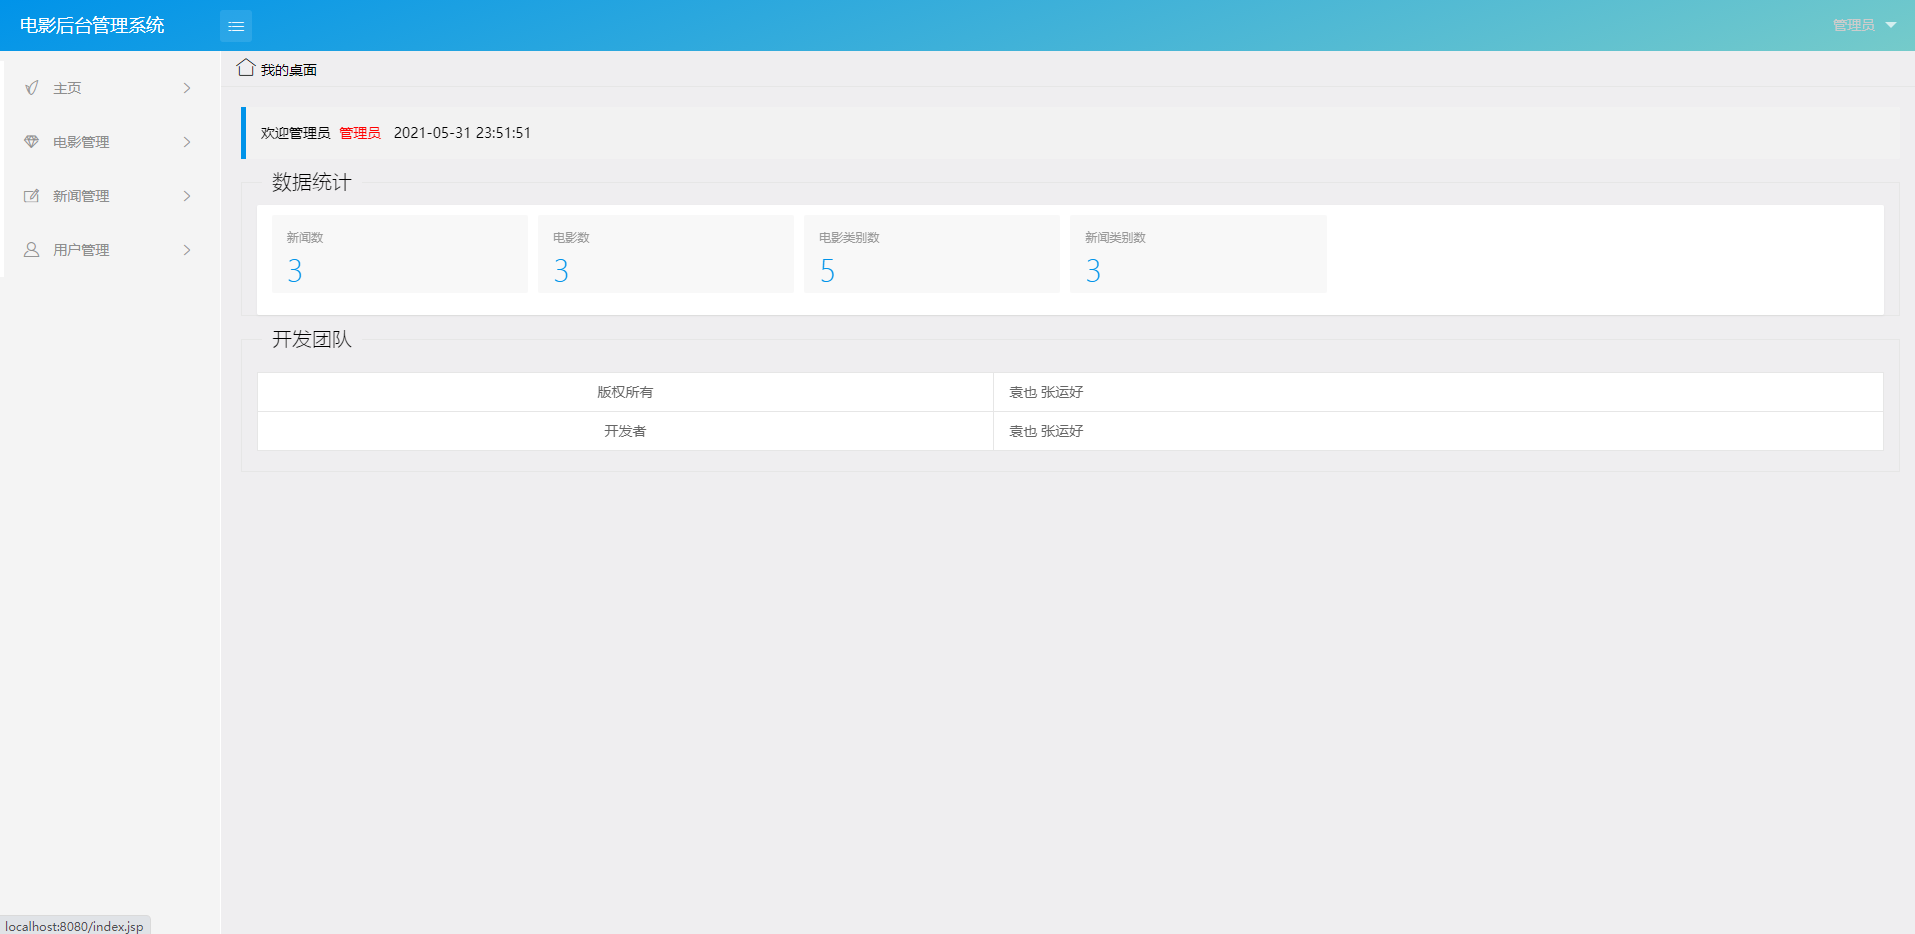 电影后台管理系统
管理员
主页
电影管理
新闻管理
用户管理
我的桌面
欢迎管理员 管理员 2021-05-31 23:51:51
数据统计
新闻数
3
电影数
3
电影类别数
5
新闻类别数
3
开发团队
版权所有 袁也 张运好
开发者 袁也 张运好
localhost:8080/index.jsp